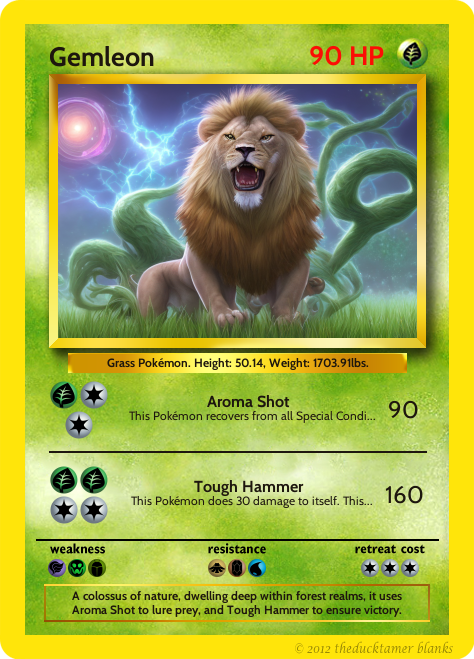 Gemleon 90 HP
Grass Pokémon. Height: 50.14, Weight: 1703.91lbs.
Aroma Shot
This Pokémon recovers from all Special Condi... 90
Tough Hammer
This Pokémon does 30 damage to itself. This... 160
weakness resistance retreat cost
A colossus of nature, dwelling deep within forest realms, it uses
Aroma Shot to lure prey, and Tough Hammer to ensure victory.
© 2012 theducktamer blanks